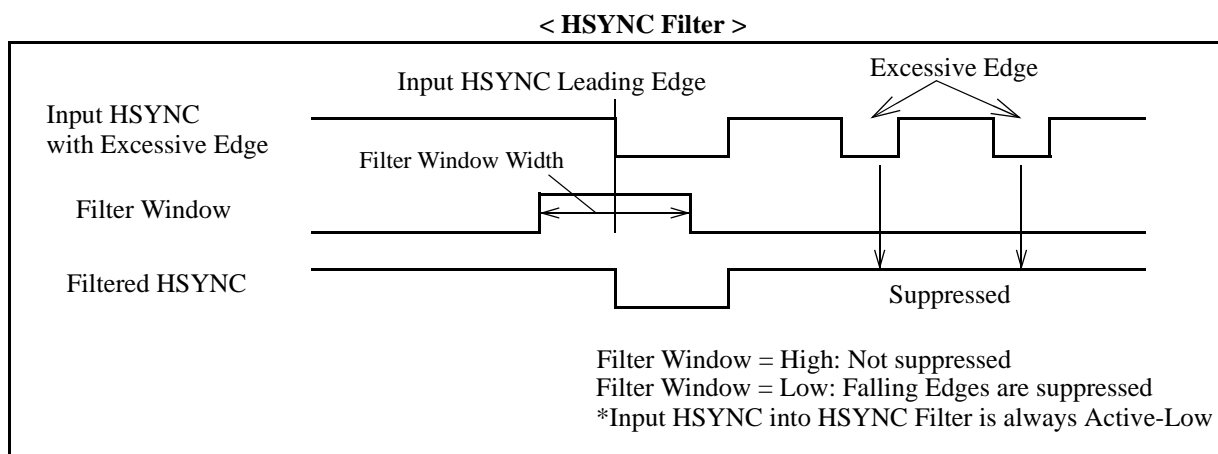 < HSYNC Filter >
Input HSYNC Leading Edge
Excessive Edge
Input HSYNC
with Excessive Edge
Filter Window Width
Filter Window
Filtered HSYNC
Suppressed
Filter Window = High: Not suppressed
Filter Window = Low: Falling Edges are suppressed
*Input HSYNC into HSYNC Filter is always Active-Low